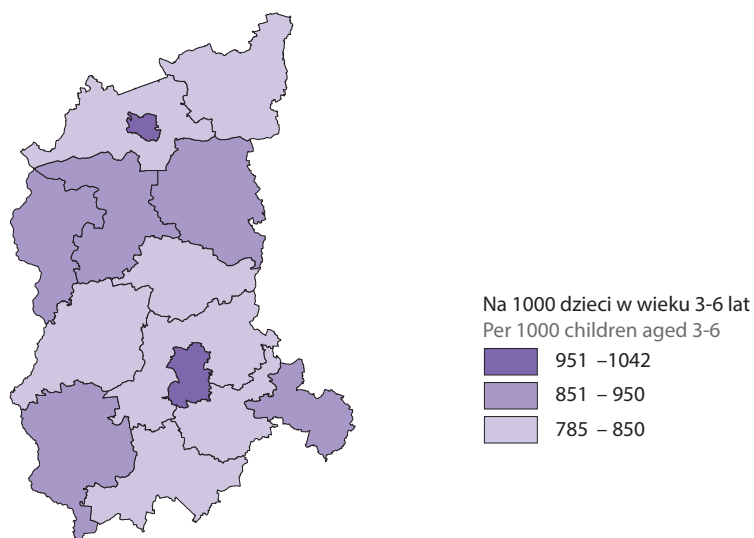 Na 1000 dzieci w wieku 3-6 lat
Per 1000 children aged 3-6
951 –1042
851 – 950
785 – 850